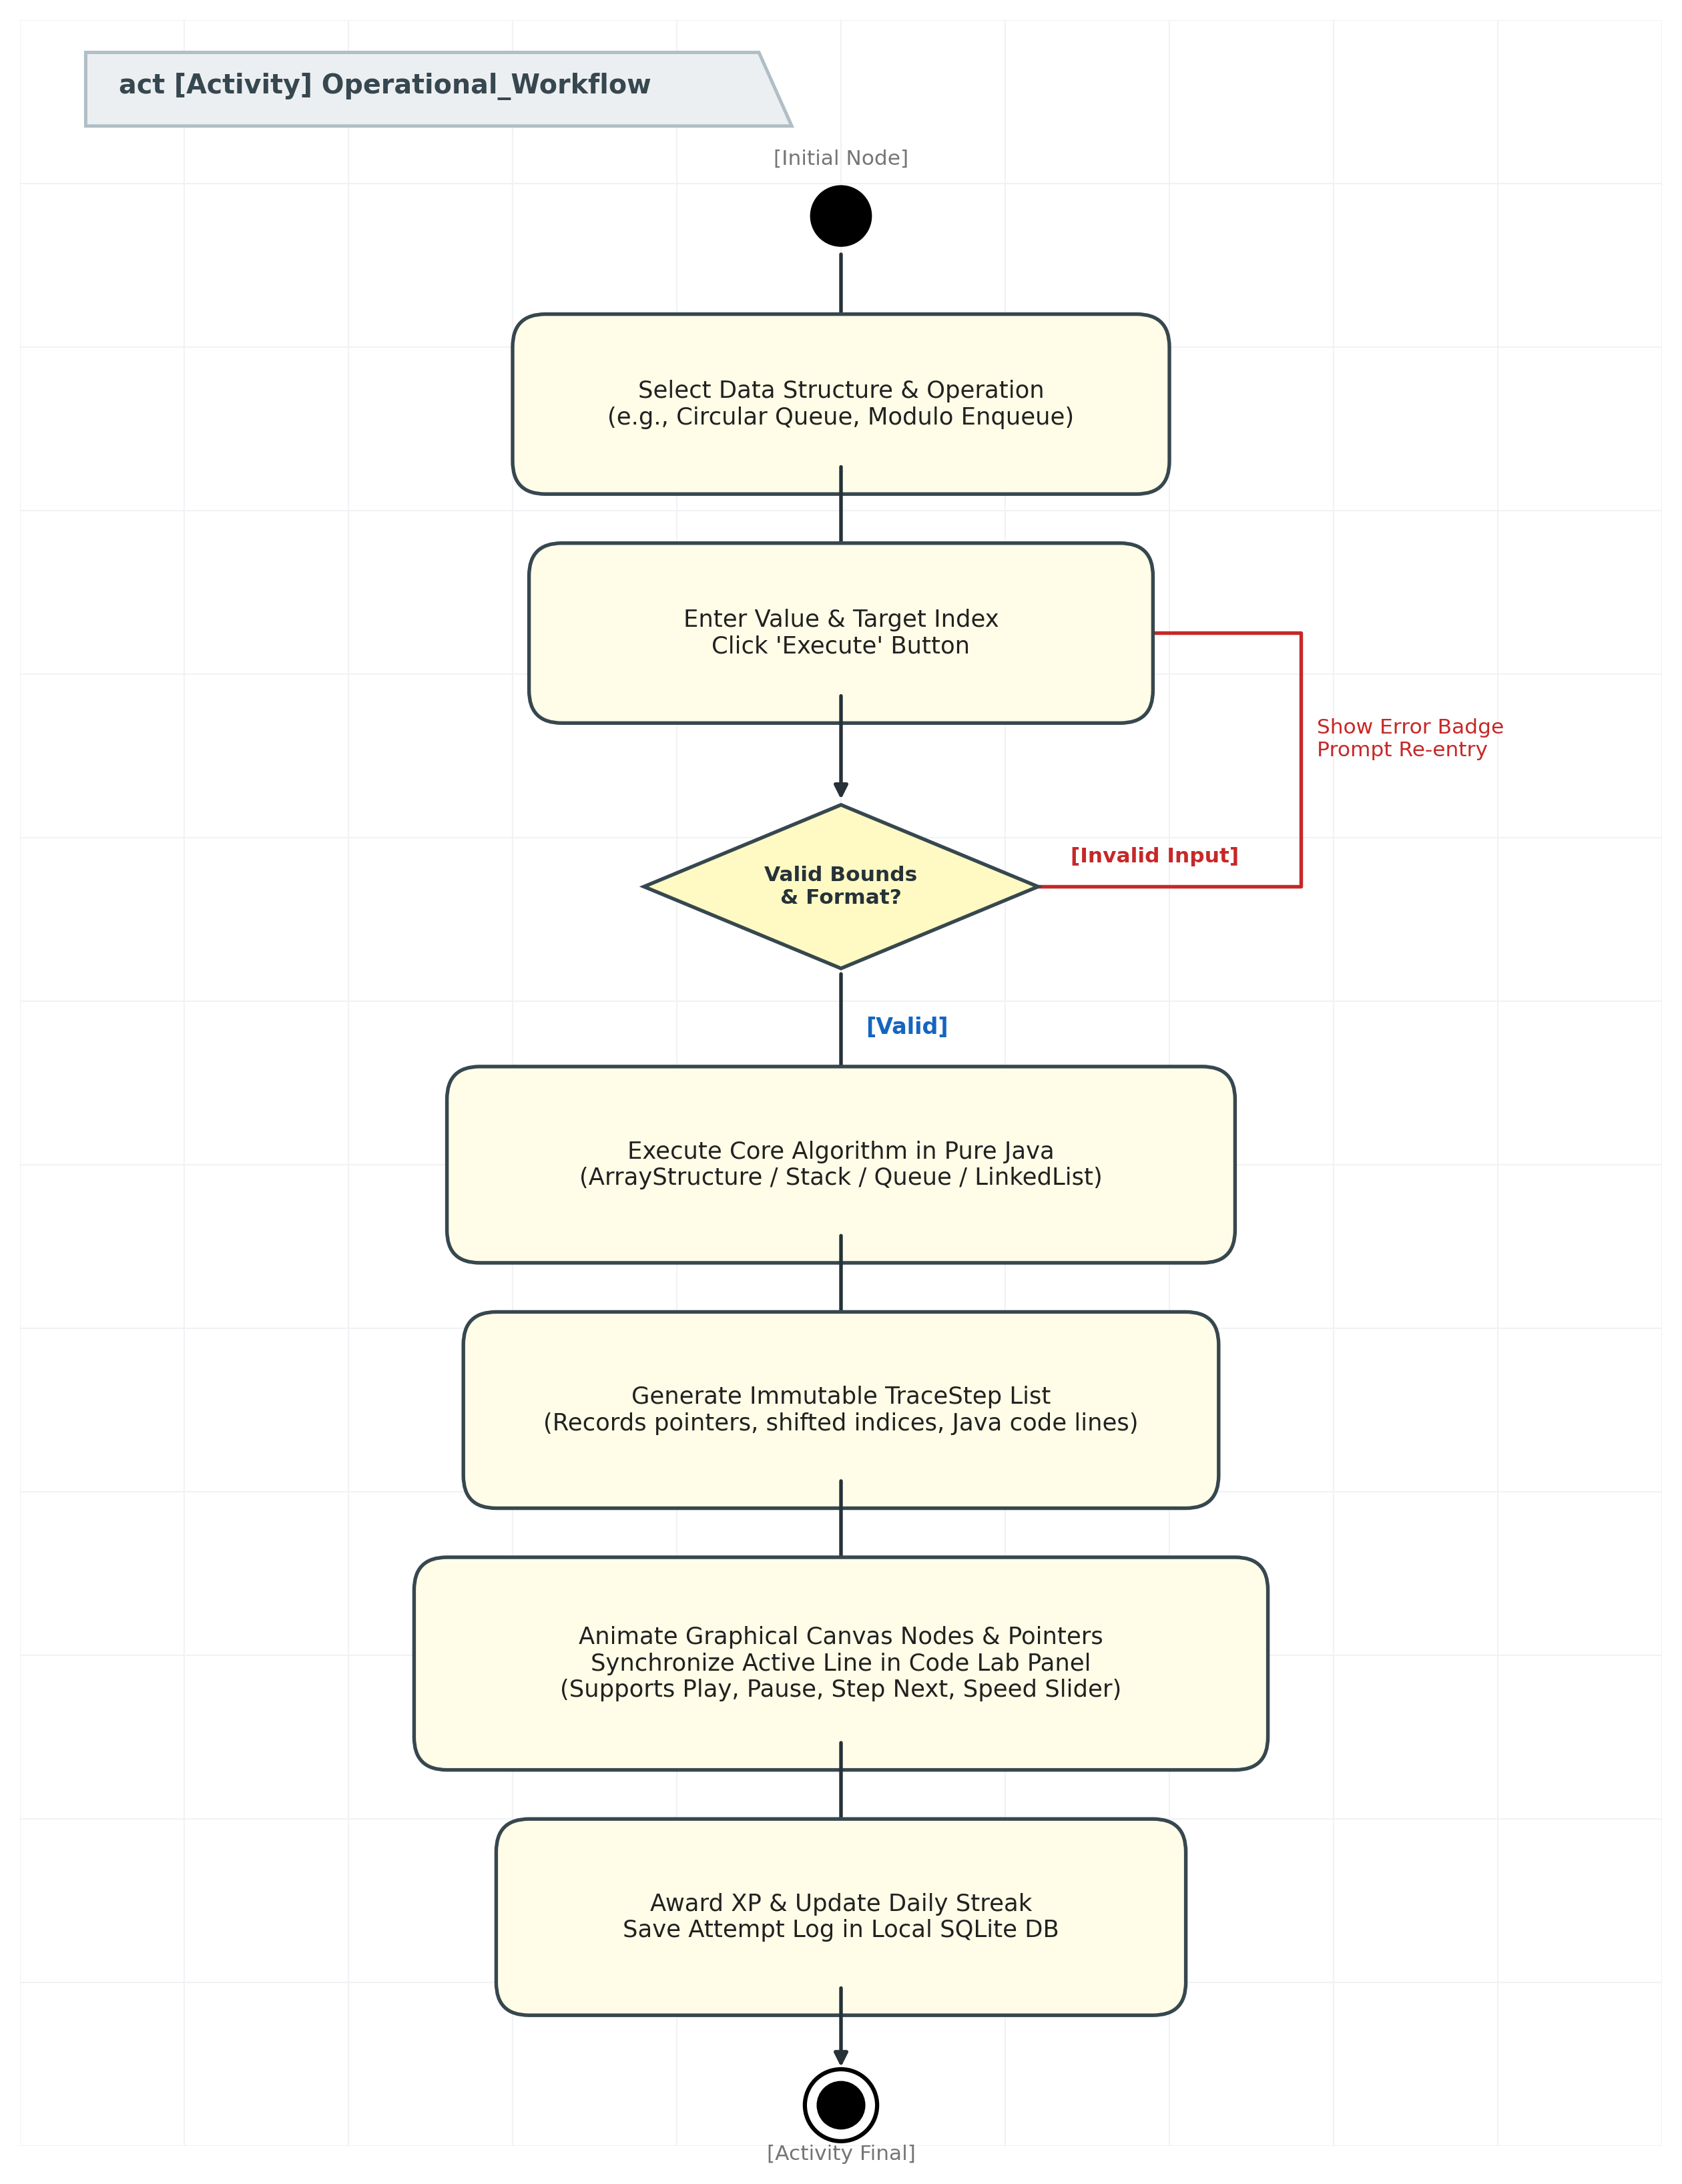 act [Activity] Operational_Workflow
[Initial Node]
Select Data Structure & Operation
(e.g., Circular Queue, Modulo Enqueue)
Enter Value & Target Index
Click 'Execute' Button
Show Error Badge
Prompt Re-entry
[Invalid Input]
Valid Bounds
& Format?
[Valid]
Execute Core Algorithm in Pure Java
(ArrayStructure / Stack / Queue / LinkedList)
Generate Immutable TraceStep List
(Records pointers, shifted indices, Java code lines)
Animate Graphical Canvas Nodes & Pointers
Synchronize Active Line in Code Lab Panel
(Supports Play, Pause, Step Next, Speed Slider)
Award XP & Update Daily Streak
Save Attempt Log in Local SQLite DB
[Activity Final]